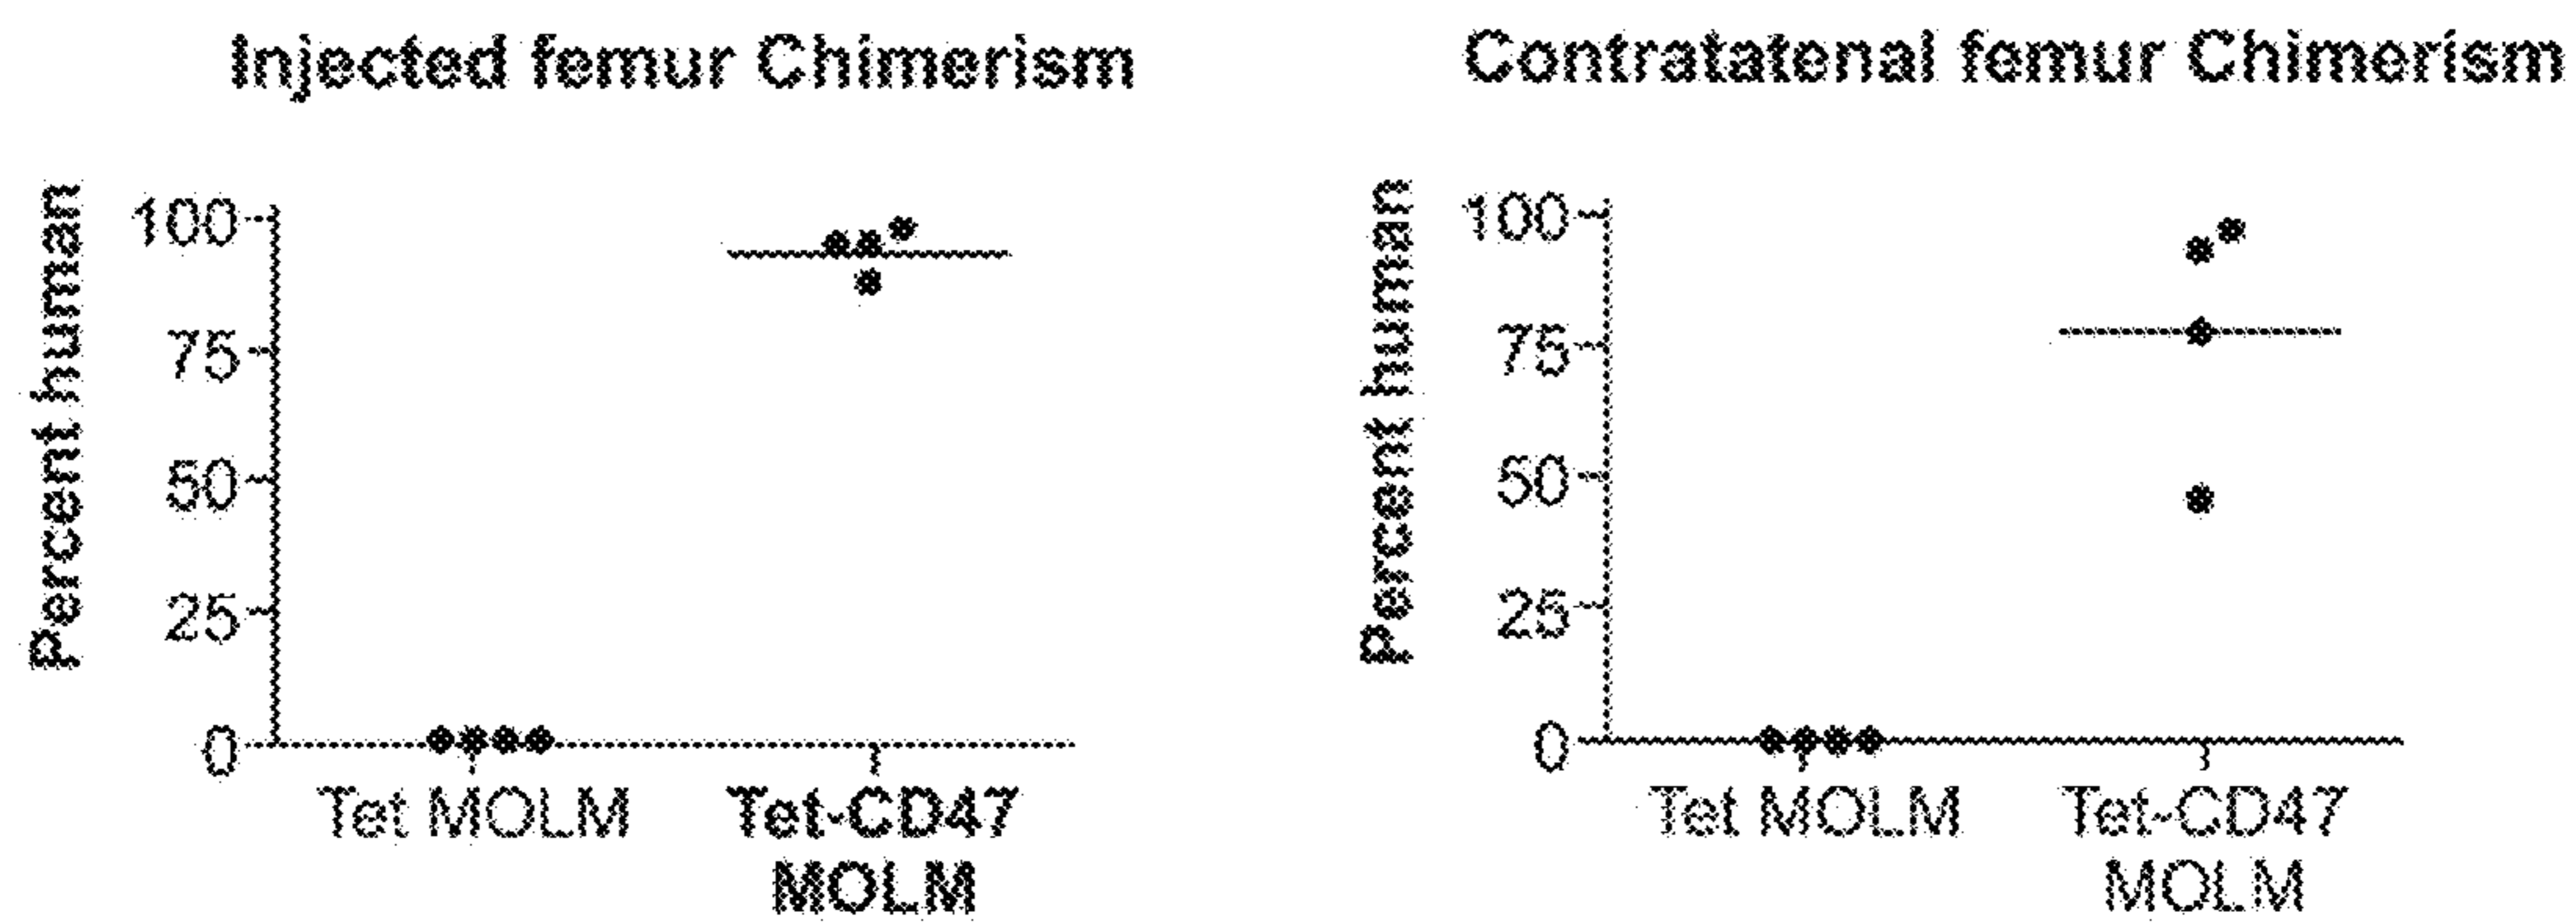 Injected femur Chimerism
Percent human
100
75
50
25
0
Tet MOLM
Tet-CD47
MOLM
Contratatenal femur Chimerism
Percent human
100
75
50
25
0
Tet MOLM
Tet-CD47
MOLM